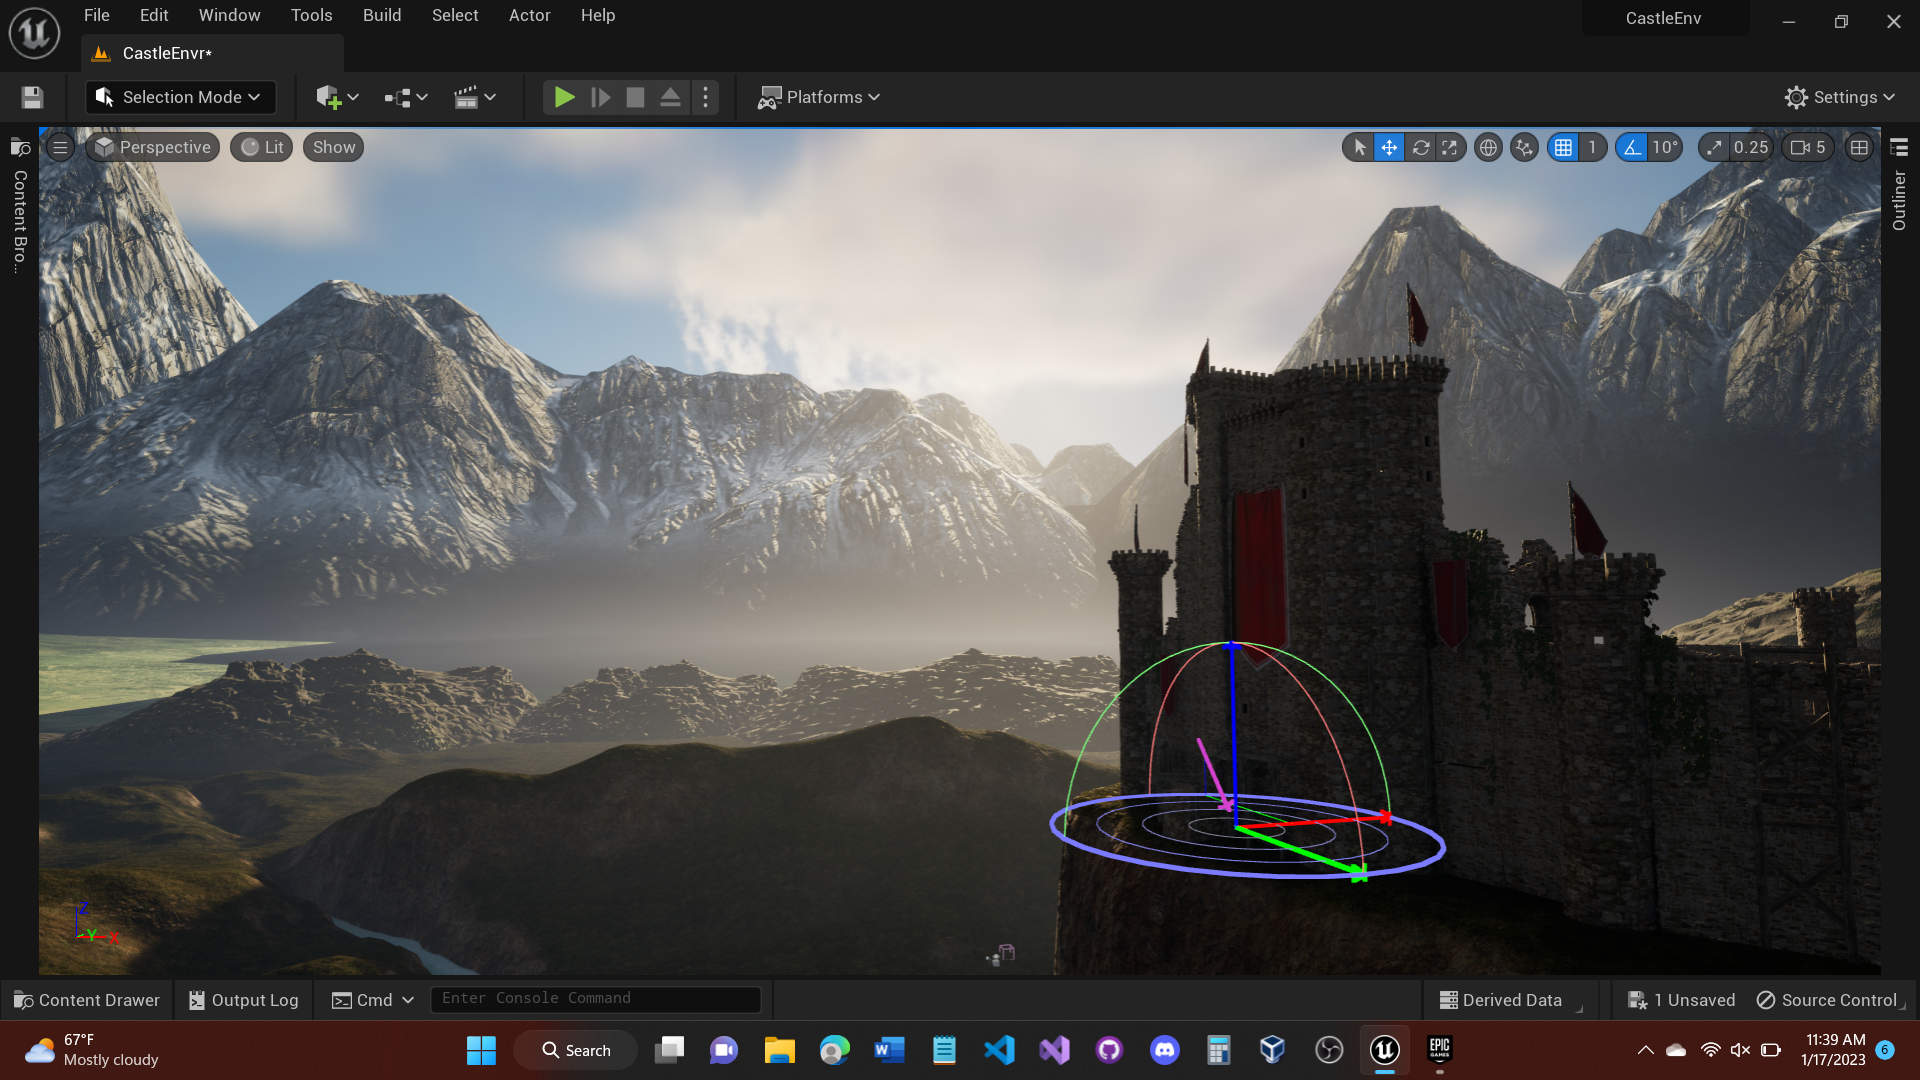 File Edit Window Tools Build Select Actor Help
CastleEnv
CastleEnvr*
Selection Mode
Platforms
Settings
Perspective
Lit
Show
1
10°
0.25
5
Content Bro...
Outliner
Z
Y
X
Content Drawer
Output Log
Cmd
Enter Console Command
Derived Data
1 Unsaved
Source Control
67°F
Mostly cloudy
Search
W
EPIC
GAMES
11:39 AM
1/17/2023
6